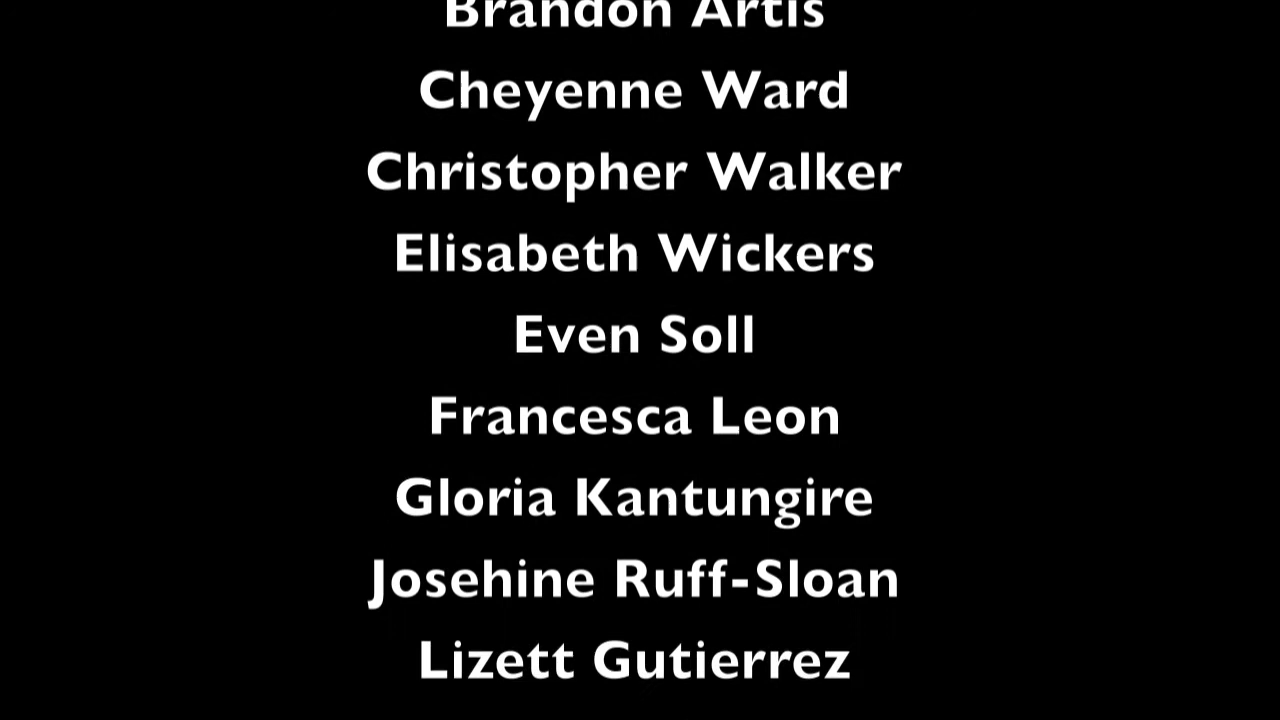 Brandon Artis
Cheyenne Ward
Christopher Walker
Elisabeth Wickers
Even Soll
Francesca Leon
Gloria Kantungire
Josehine Ruff-Sloan
Lizett Gutierrez